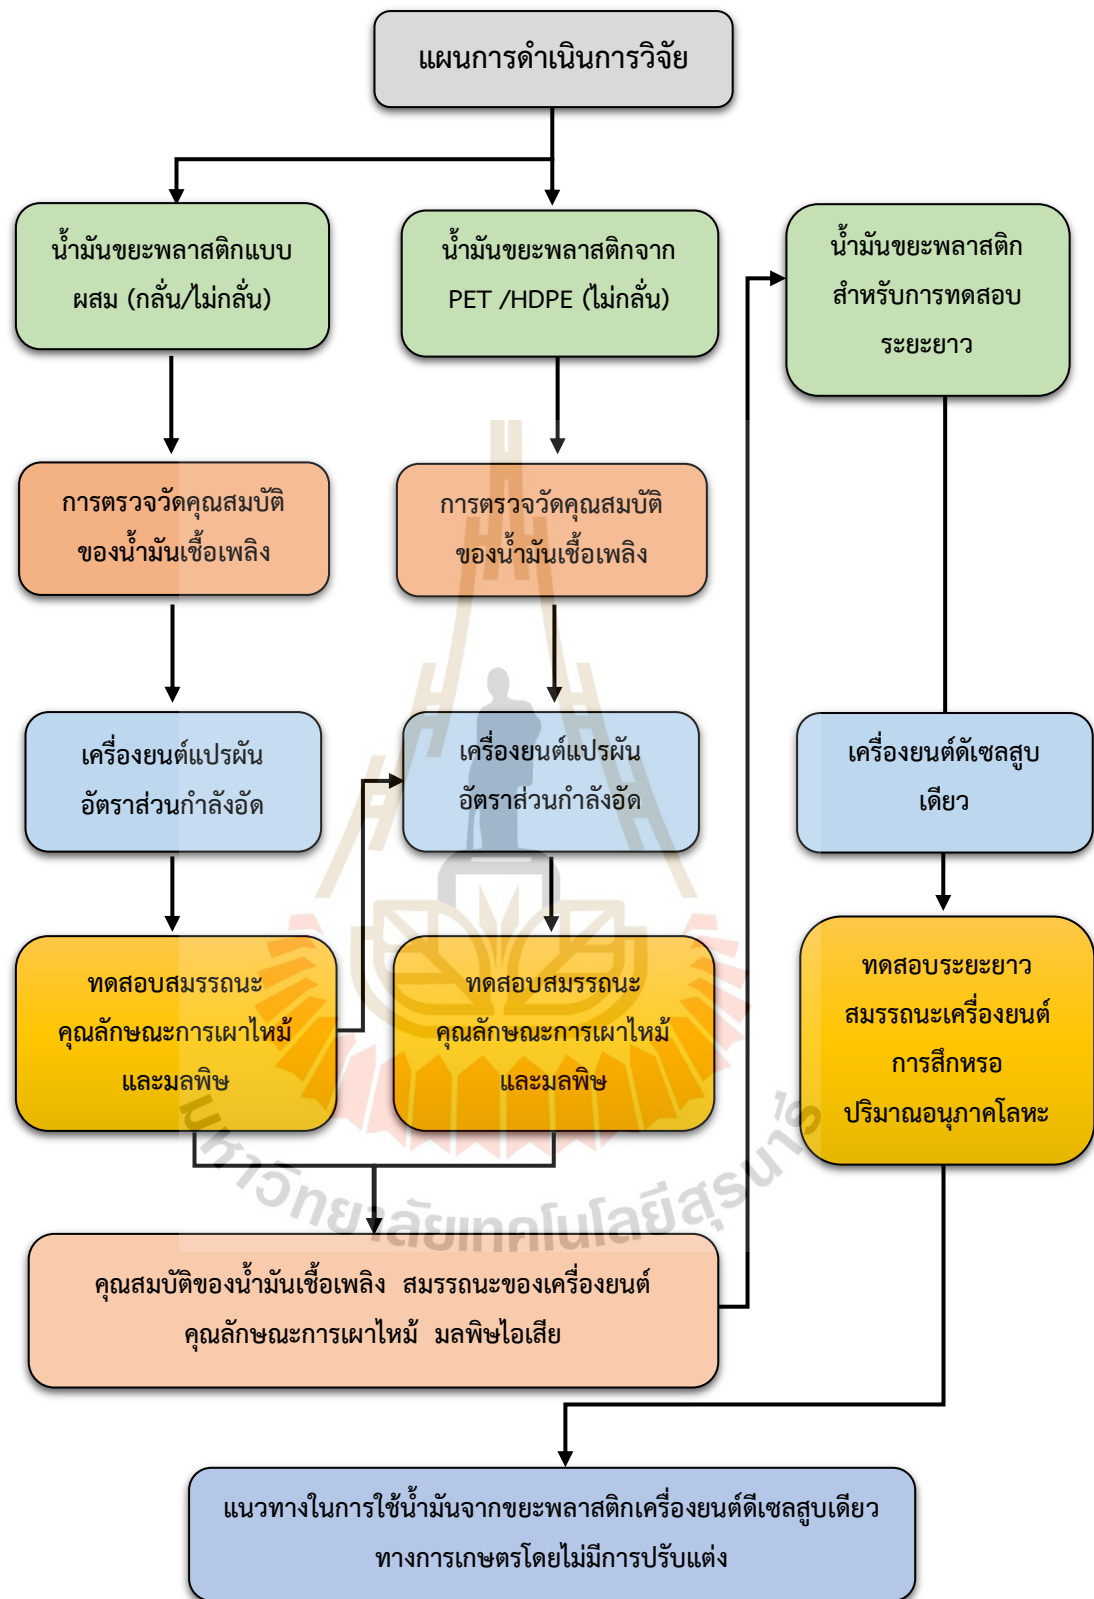 แผนการดำเนินการวิจัย
น้ำมันขยะพลาสติกแบบ
ผสม (กลั่น/ไม่กลั่น)
น้ำมันขยะพลาสติกจาก
PET /HDPE (ไม่กลั่น)
น้ำมันขยะพลาสติก
สำหรับการทดสอบ
ระยะยาว
การตรวจวัดคุณสมบัติ
ของน้ำมันเชื้อเพลิง
การตรวจวัดคุณสมบัติ
ของน้ำมันเชื้อเพลิง
เครื่องยนต์แปรผัน
อัตราส่วนกำลังอัด
เครื่องยนต์แปรผัน
อัตราส่วนกำลังอัด
เครื่องยนต์ดัเซลสูบ
เดียว
ทดสอบสมรรถนะ
คุณลักษณะการเผาไหม้
และมลพิษ
ทดสอบสมรรถนะ
คุณลักษณะการเผาไหม้
และมลพิษ
ทดสอบระยะยาว
สมรรถนะเครื่องยนต์
การสึกหรอ
ปริมาณอนุภาคโลหะ
มหาวิทยาลัยเทคโนโลยีสุรนารี
คุณสมบัติของน้ำมันเชื้อเพลิง สมรรถนะของเครื่องยนต์
คุณลักษณะการเผาไหม้ มลพิษไอเสีย
แนวทางในการใช้น้ำมันจากขยะพลาสติกเครื่องยนต์ดีเซลสูบเดียว
ทางการเกษตรโดยไม่มีการปรับแต่ง